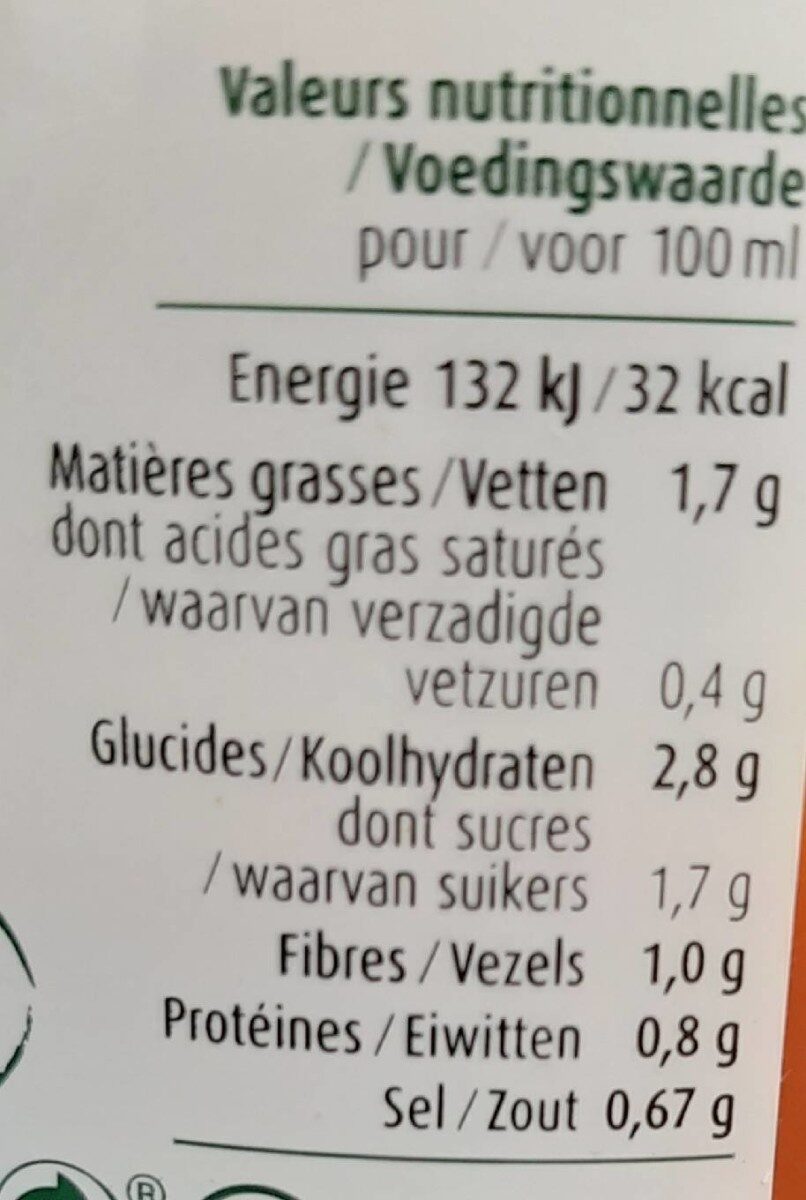 Valeurs nutritionnelles
/ Voedingswaarde
pour / voor 100 ml
Energie 132 kJ / 32 kcal
Matières grasses / Vetten 1,7 g
dont acides gras saturés
/ waarvan verzadigde
vetzuren 0,4 g
Glucides / Koolhydraten 2,8 g
dont sucres
/ waarvan suikers 1,7 g
Fibres / Vezels 1,0 g
Protéines / Eiwitten 0,8 g
Sel / Zout 0,67 g
®